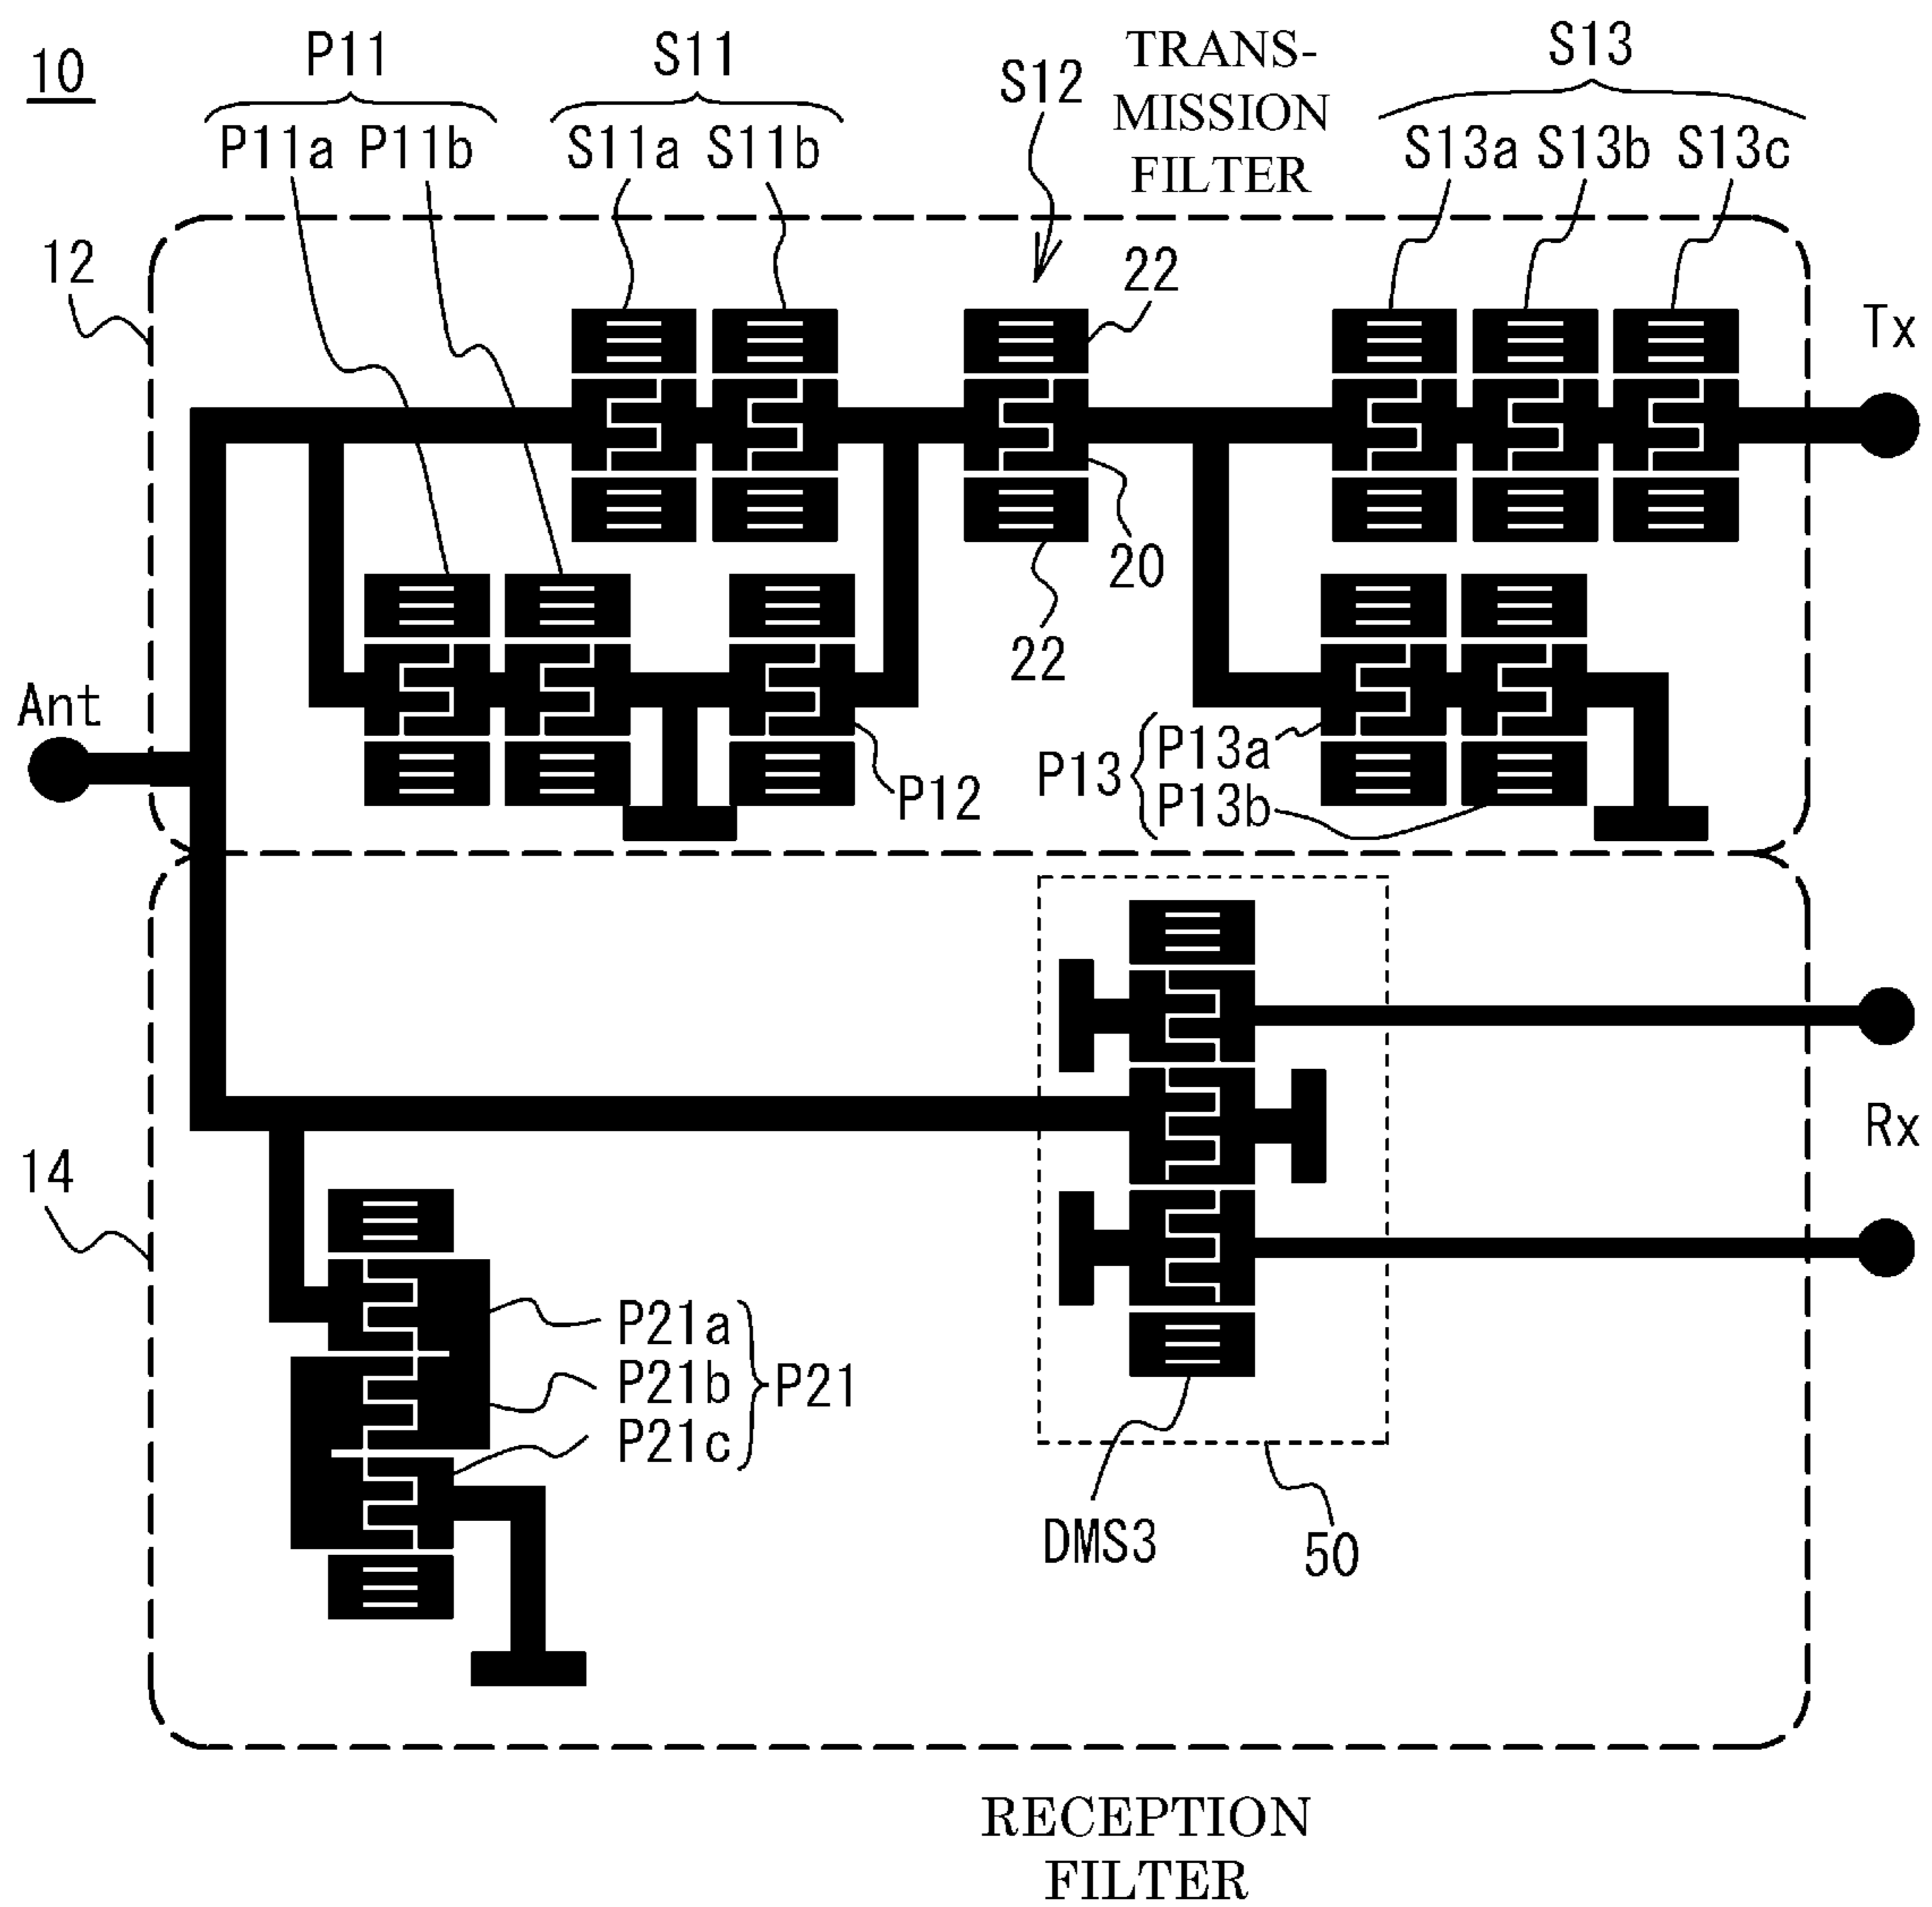 10
P11
S11
S12
TRANS-
MISSION
FILTER
S13
P11a P11b
S11a S11b
S13a S13b S13c
12
22
Tx
20
22
Ant
P12
P13
P13a
P13b
Rx
14
P21a
P21b
P21c
P21
DMS3
50
RECEPTION
FILTER